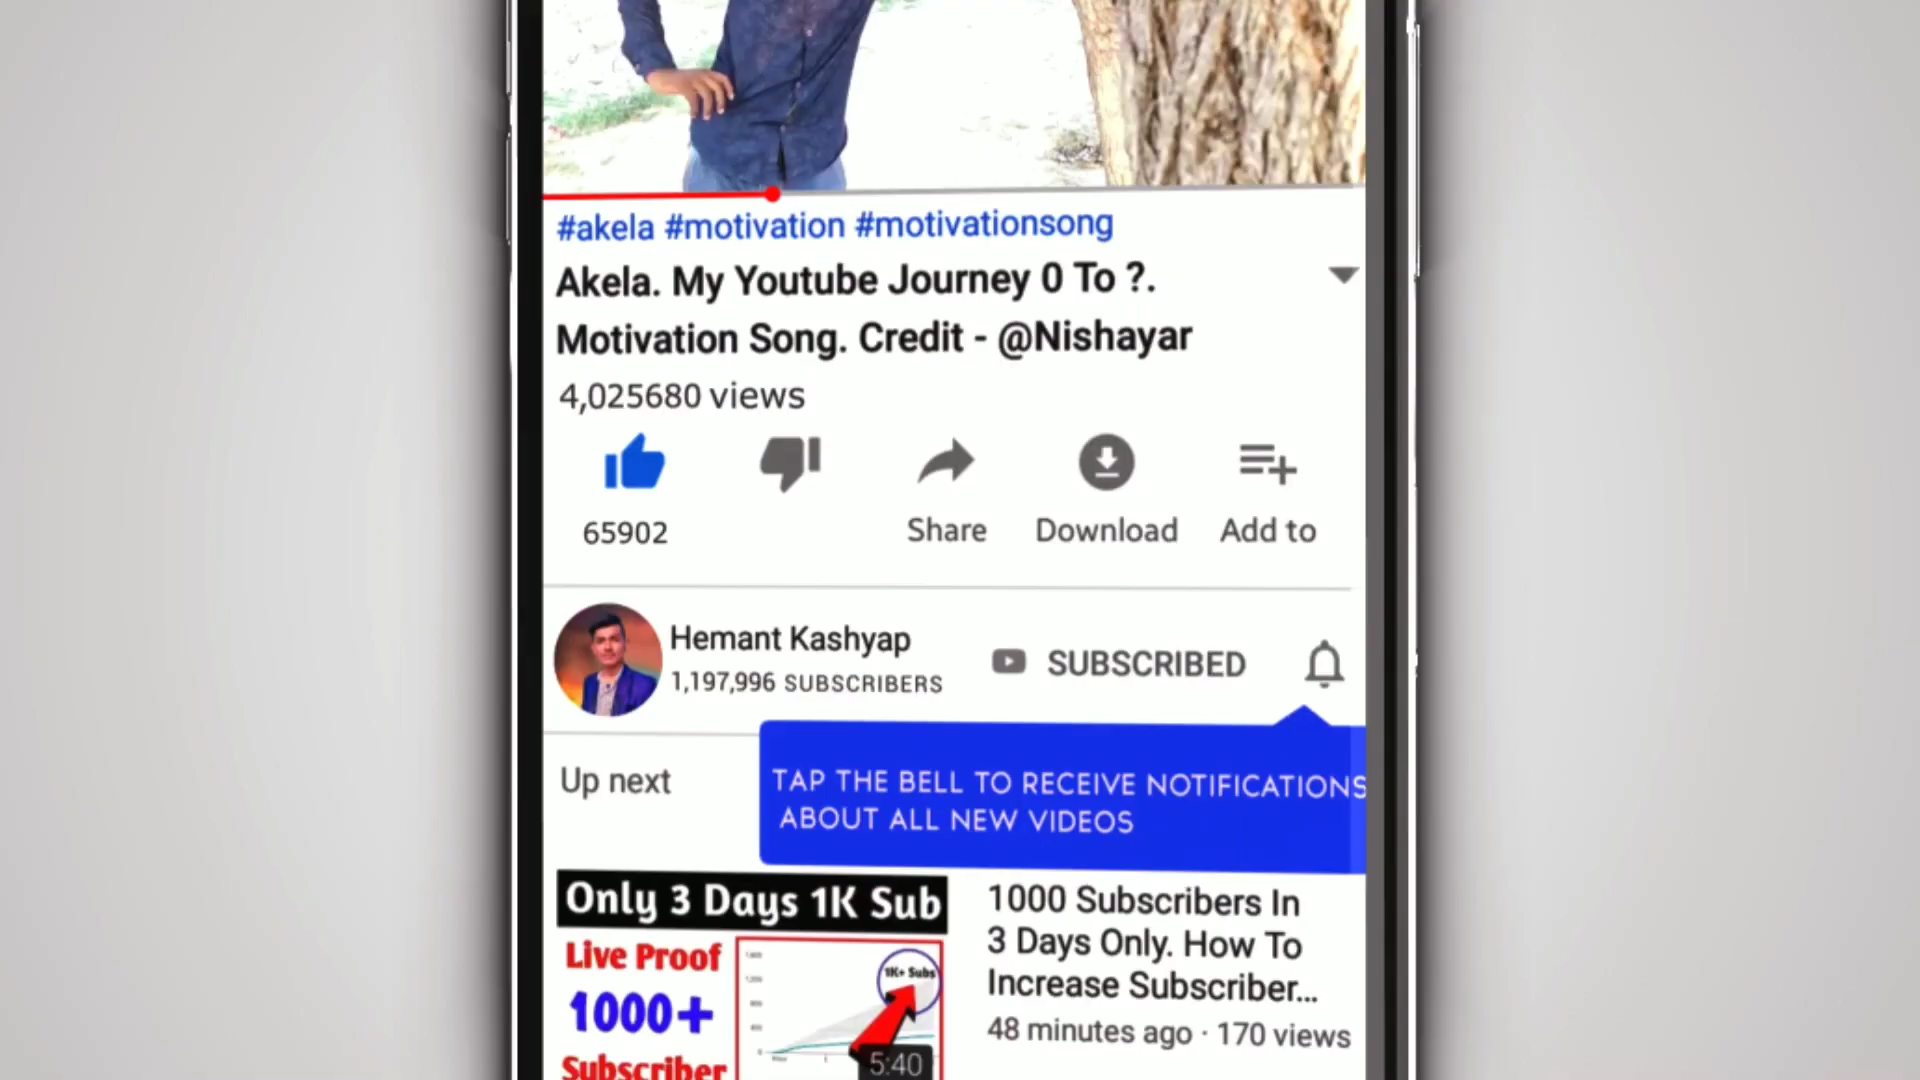 #akela #motivation #motivationsong
Akela. My Youtube Journey 0 To ?.
Motivation Song. Credit - @Nishayar
4,025680 views
65902
Share
Download
Add to
Hemant Kashyap
1,197,996 SUBSCRIBERS
SUBSCRIBED
Up next
TAP THE BELL TO RECEIVE NOTIFICATIONS
ABOUT ALL NEW VIDEOS
Only 3 Days 1K Sub
Live Proof
1000+
Subscriber
1K+ Subs
5:40
1000 Subscribers In
3 Days Only. How To
Increase Subscriber...
48 minutes ago · 170 views